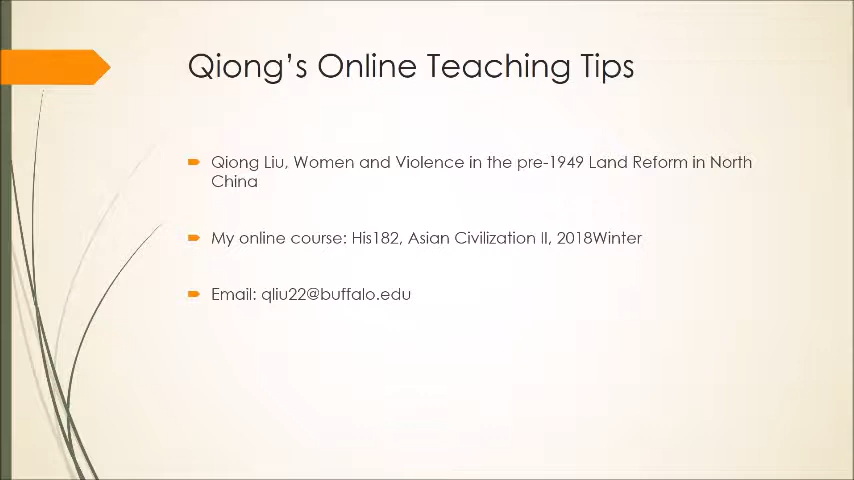 Qiong’s Online Teaching Tips
Qiong Liu, Women and Violence in the pre-1949 Land Reform in North
China
My online course: His182, Asian Civilization II, 2018Winter
Email: qliu22@buffalo.edu